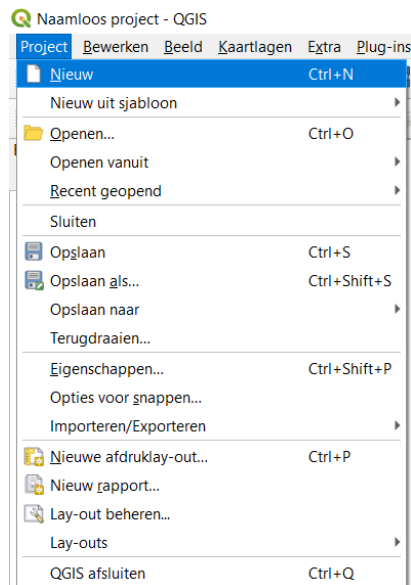 Naamloos project - QGIS
Project Bewerken Beeld Kaartlagen Extra Plug-ins
Nieuw Ctrl+N
Nieuw uit sjabloon
Openen... Ctrl+O
Openen vanuit
Recent geopend
Sluiten
Opslaan Ctrl+S
Opslaan als... Ctrl+Shift+S
Opslaan naar
Terugdraaien...
Eigenschappen... Ctrl+Shift+P
Opties voor snappen...
Importeren/Exporteren
Nieuwe afdruklay-out... Ctrl+P
Nieuw rapport...
Lay-out beheren...
Lay-outs
QGIS afsluiten Ctrl+Q